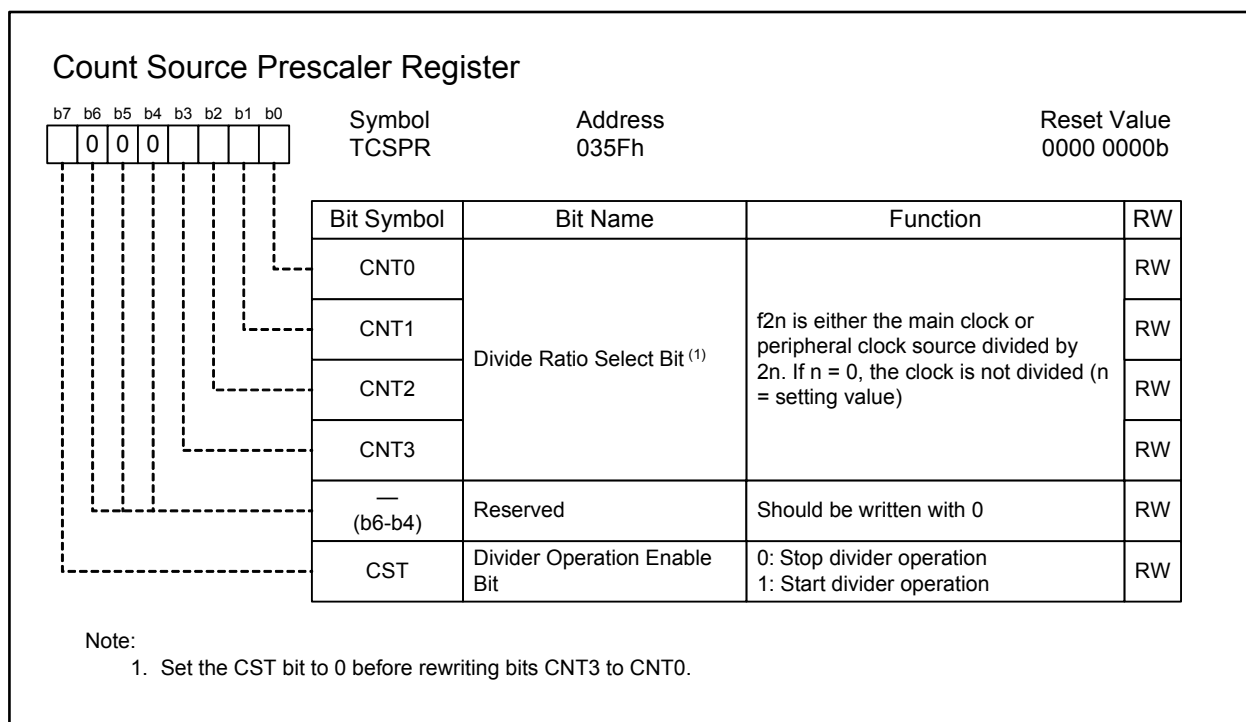 Count Source Prescaler Register
b7 b6 b5 b4 b3 b2 b1 b0
0 0 0
Symbol Address Reset Value
TCSPR 035Fh 0000 0000b
Bit Symbol Bit Name Function RW
CNT0 RW
CNT1 RW
CNT2 RW
CNT3 RW
Divide Ratio Select Bit (1)
f2n is either the main clock or
peripheral clock source divided by
2n. If n = 0, the clock is not divided (n
= setting value)
—
(b6-b4) Reserved Should be written with 0 RW
CST Divider Operation Enable
Bit
0: Stop divider operation
1: Start divider operation
RW
Note:
1. Set the CST bit to 0 before rewriting bits CNT3 to CNT0.